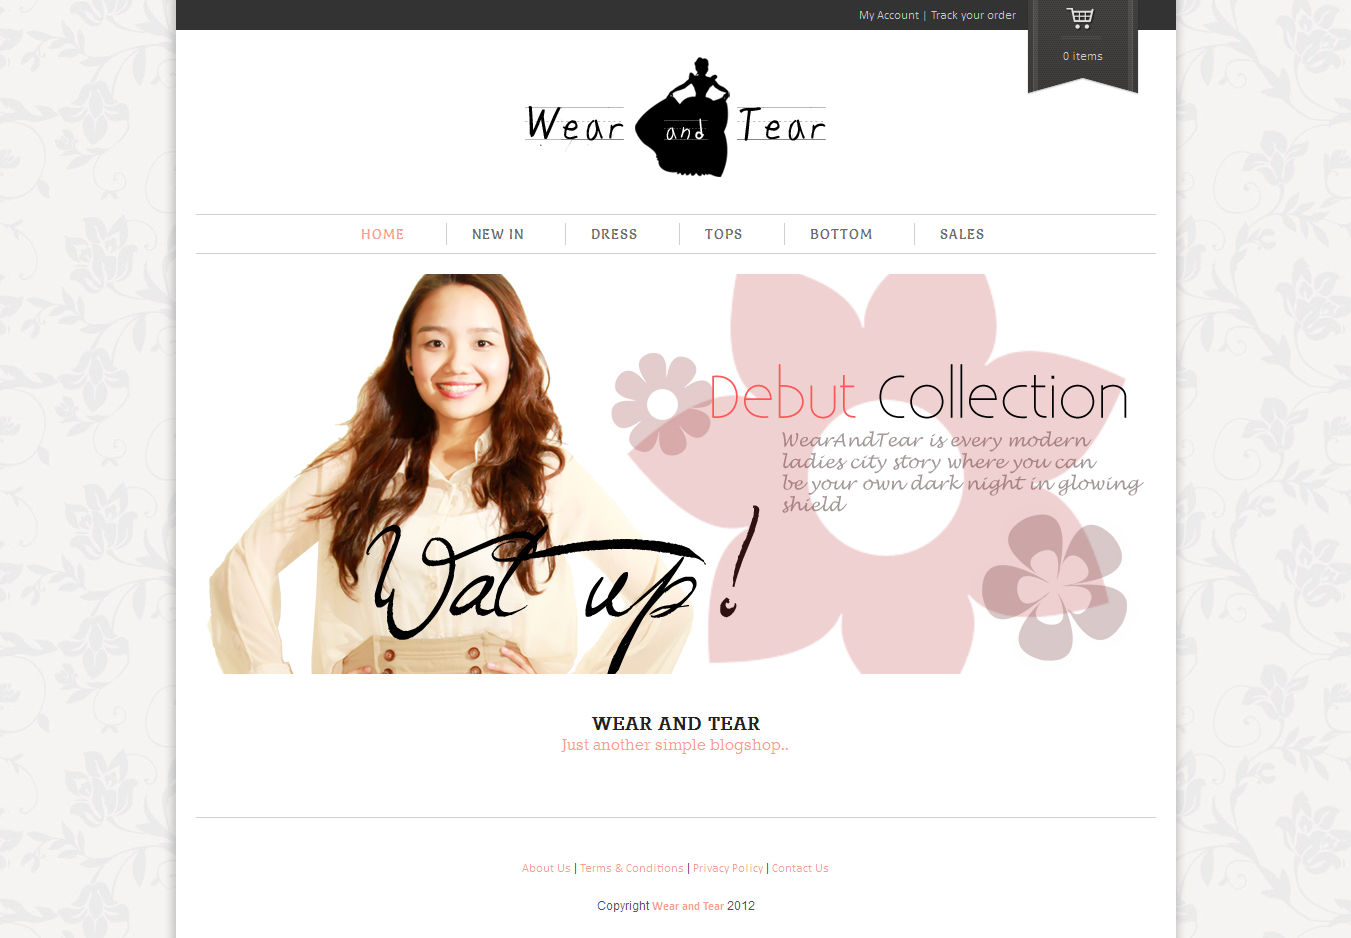 My Account | Track your order
0 items
Wear and Tear
HOME
NEW IN
DRESS
TOPS
BOTTOM
SALES
Debut Collection
WearAndTear is every modern
ladies city story where you can
be your own dark night in glowing
shield
Wat up!
WEAR AND TEAR
Just another simple blogshop..
About Us | Terms & Conditions | Privacy Policy | Contact Us
Copyright Wear and Tear 2012